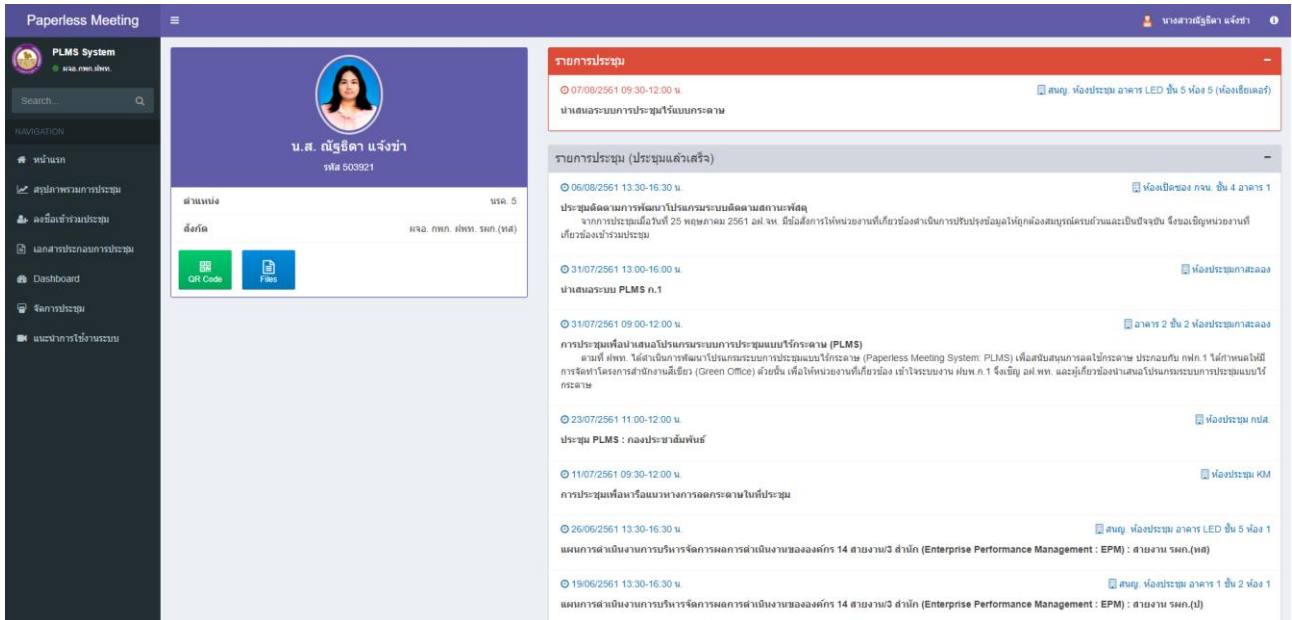 Paperless Meeting
นางสาวณัฐธิดา แจ้งขำ
PLMS System
ผจอ.กพก.ฝพท.
Search...
NAVIGATION
หน้าแรก
สรุปภาพรวมการประชุม
ลงชื่อเข้าร่วมประชุม
เอกสารประกอบการประชุม
Dashboard
จัดการประชุม
แนะนำการใช้งานระบบ
น.ส. ณัฐธิดา แจ้งขำ
รหัส 503921
ตำแหน่ง นรค. 5
สังกัด ผจอ. กพก. ฝพท. รผก.(ทส)
QR Code
Files
รายการประชุม
07/08/2561 09:30-12:00 น. สนญ. ห้องประชุม อาคาร LED ชั้น 5 ห้อง 5 (ห้องเธียเตอร์)
นำเสนอระบบการประชุมไร้แบบกระดาษ
รายการประชุม (ประชุมแล้วเสร็จ)
06/08/2561 13:30-16:30 น. ห้องเปิดซอง กจน. ชั้น 4 อาคาร 1
ประชุมติดตามการพัฒนาโปรแกรมระบบติดตามสถานะพัสดุ
จากการประชุมเมื่อวันที่ 25 พฤษภาคม 2561 อฝ.จห. มีข้อสั่งการให้หน่วยงานที่เกี่ยวข้องดำเนินการปรับปรุงข้อมูลให้ถูกต้องสมบูรณ์ครบถ้วนและเป็นปัจจุบัน จึงขอเชิญหน่วยงานที่
เกี่ยวข้องเข้าร่วมประชุม
31/07/2561 13:00-16:00 น. ห้องประชุมกาสะลอง
นำเสนอระบบ PLMS ก.1
31/07/2561 09:00-12:00 น. อาคาร 2 ชั้น 2 ห้องประชุมกาสะลอง
การประชุมเพื่อนำเสนอโปรแกรมระบบการประชุมแบบไร้กระดาษ (PLMS)
ตามที่ ฝพท. ได้ดำเนินการพัฒนาโปรแกรมระบบการประชุมแบบไร้กระดาษ (Paperless Meeting System: PLMS) เพื่อสนับสนุนการลดใช้กระดาษ ประกอบกับ กฟก.1 ได้กำหนดให้มี
การจัดทำโครงการสำนักงานสีเขียว (Green Office) ด้วยนั้น เพื่อให้หน่วยงานที่เกี่ยวข้อง เข้าใจระบบงาน ฝบพ.ก.1 จึงเชิญ อฝ.พท. และผู้เกี่ยวข้องนำเสนอโปรแกรมระบบการประชุมแบบไร้
กระดาษ
23/07/2561 11:00-12:00 น. ห้องประชุม กปส.
ประชุม PLMS : กองประชาสัมพันธ์
11/07/2561 09:30-12:00 น. ห้องประชุม KM
การประชุมเพื่อหารือแนวทางการลดกระดาษในที่ประชุม
26/06/2561 13:30-16:30 น. สนญ. ห้องประชุม อาคาร LED ชั้น 5 ห้อง 1
แผนการดำเนินงานการบริหารจัดการผลการดำเนินงานขององค์กร 14 สายงาน/3 สำนัก (Enterprise Performance Management : EPM) : สายงาน รผก.(ทส)
19/06/2561 13:30-16:30 น. สนญ. ห้องประชุม อาคาร 1 ชั้น 2 ห้อง 1
แผนการดำเนินงานการบริหารจัดการผลการดำเนินงานขององค์กร 14 สายงาน/3 สำนัก (Enterprise Performance Management : EPM) : สายงาน รผก.(ป)